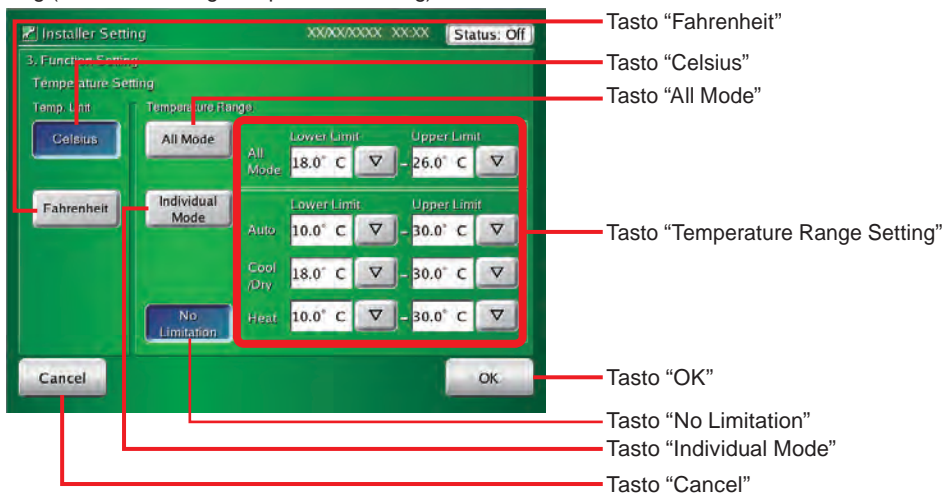 Installer Setting XX/XX/XXXX XX:XX Status: Off
3. Function Setting
Temperature Setting
Temp. Unit Temperature Range
Celsius
Fahrenheit
All Mode
Individual
Mode
No
Limitation
Lower Limit Upper Limit
All
Mode 18.0° C ▽ – 26.0° C ▽
Lower Limit Upper Limit
Auto 10.0° C ▽ – 30.0° C ▽
Cool
/Dry 18.0° C ▽ – 30.0° C ▽
Heat 10.0° C ▽ – 30.0° C ▽
Cancel OK
Tasto “Fahrenheit”
Tasto “Celsius”
Tasto “All Mode”
Tasto “Temperature Range Setting”
Tasto “OK”
Tasto “No Limitation”
Tasto “Individual Mode”
Tasto “Cancel”